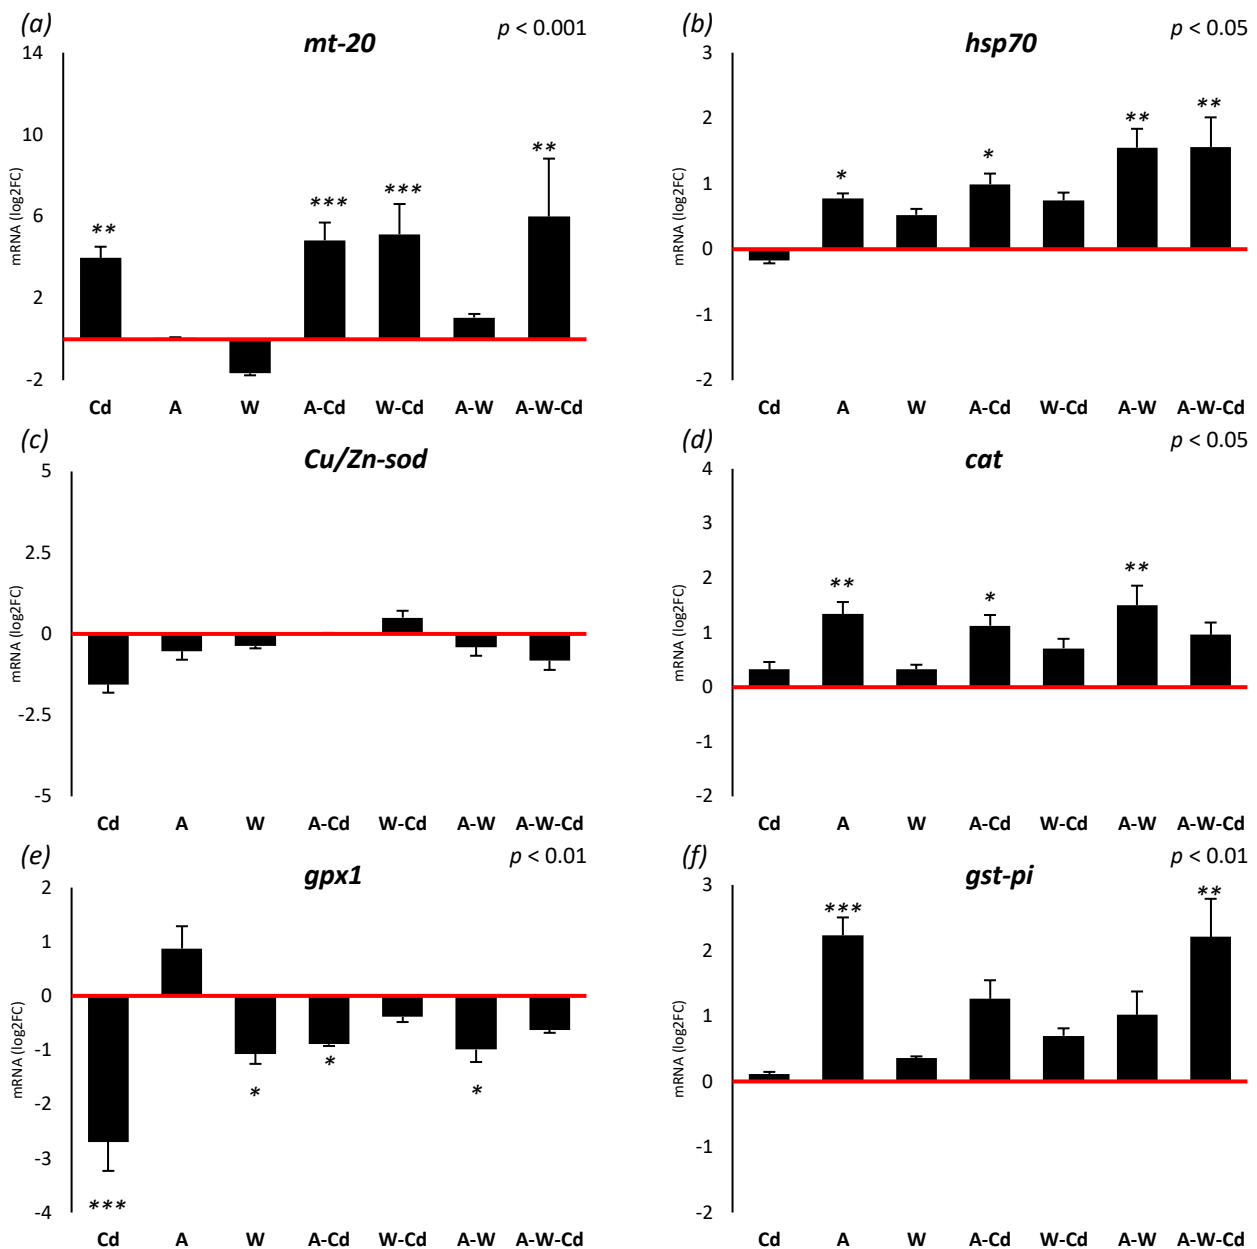 (a)
mt-20
p < 0.001
14
10
6
2
-2
mRNA (log2FC)
**
***
***
**
Cd A W A-Cd W-Cd A-W A-W-Cd
(b)
hsp70
p < 0.05
3
2
1
0
-1
-2
mRNA (log2FC)
*
*
**
**
Cd A W A-Cd W-Cd A-W A-W-Cd
(c)
Cu/Zn-sod
5
2.5
0
-2.5
-5
mRNA (log2FC)
Cd A W A-Cd W-Cd A-W A-W-Cd
(d)
cat
p < 0.05
4
3
2
1
0
-1
-2
mRNA (log2FC)
**
*
**
Cd A W A-Cd W-Cd A-W A-W-Cd
(e)
gpx1
p < 0.01
2
1
0
-1
-2
-3
-4
mRNA (log2FC)
***
*
*
*
Cd A W A-Cd W-Cd A-W A-W-Cd
(f)
gst-pi
p < 0.01
3
2
1
0
-1
-2
mRNA (log2FC)
***
**
Cd A W A-Cd W-Cd A-W A-W-Cd